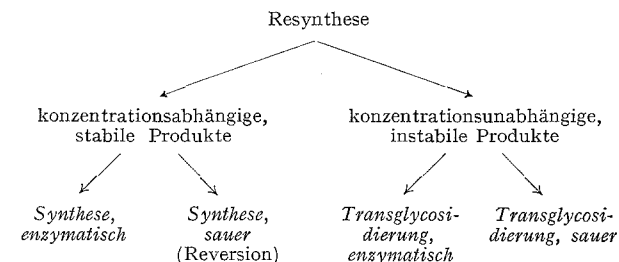 Resynthese
konzentrationsabhängige,
stabile Produkte
konzentrationsunabhängige,
instabile Produkte
Synthese,
enzymatisch
Synthese,
sauer
(Reversion)
Transglycosi-
dierung,
enzymatisch
Transglycosi-
dierung, sauer